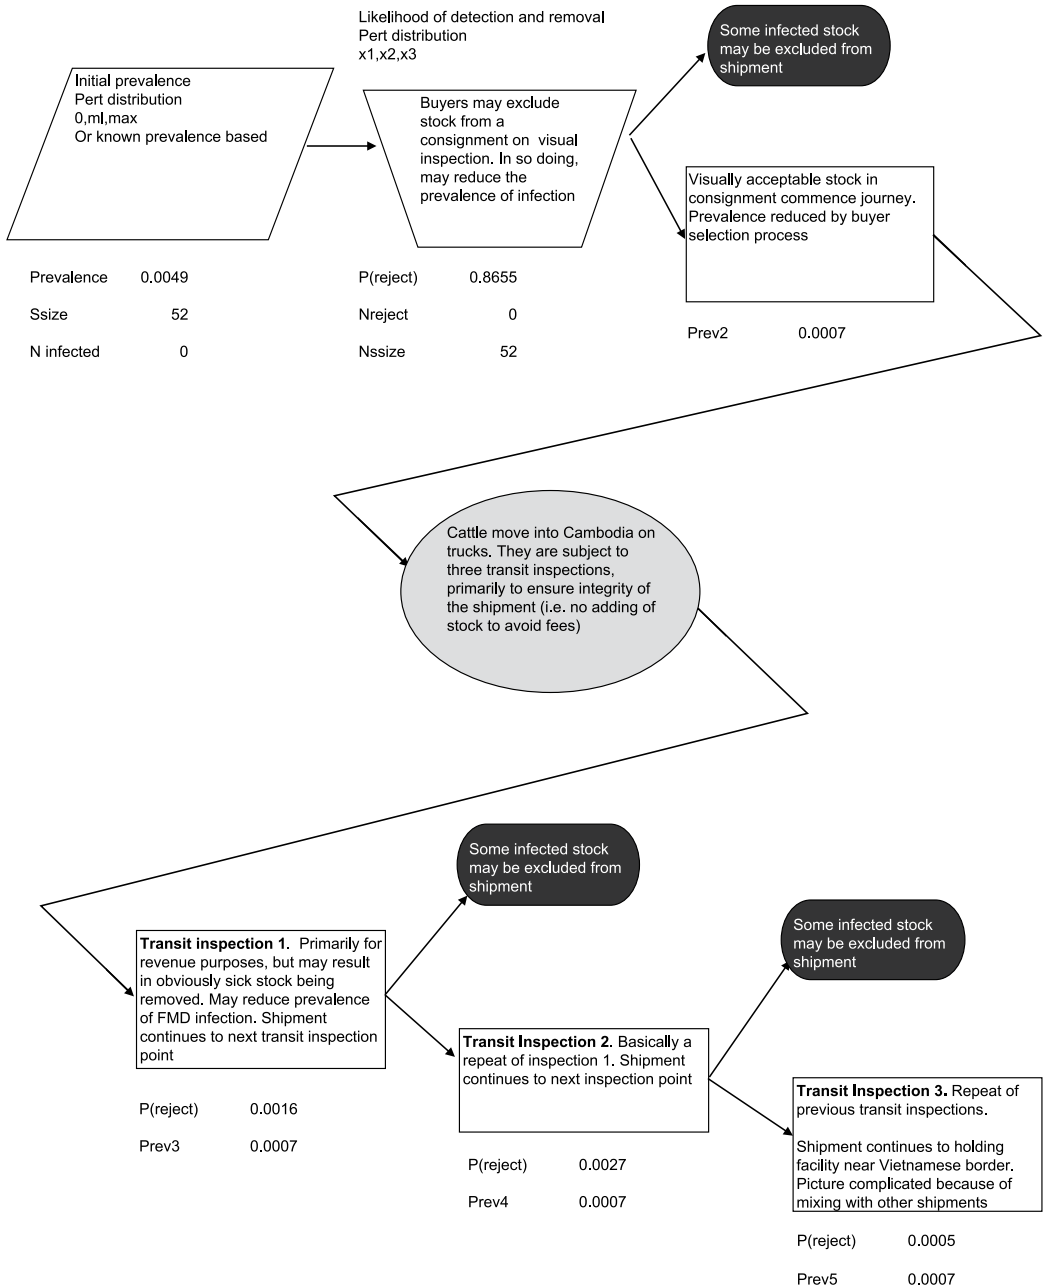 Likelihood of detection and removal
Pert distribution
x1,x2,x3
Some infected stock
may be excluded from
shipment
Initial prevalence
Pert distribution
0,ml,max
Or known prevalence based
Buyers may exclude
stock from a
consignment on visual
inspection. In so doing,
may reduce the
prevalence of infection
Visually acceptable stock in
consignment commence journey.
Prevalence reduced by buyer
selection process
Prevalence 0.0049
Ssize 52
N infected 0
P(reject) 0.8655
Nreject 0
Nssize 52
Prev2 0.0007
Cattle move into Cambodia on
trucks. They are subject to
three transit inspections,
primarily to ensure integrity of
the shipment (i.e. no adding of
stock to avoid fees)
Some infected stock
may be excluded from
shipment
Some infected stock
may be excluded from
shipment
Transit inspection 1. Primarily for
revenue purposes, but may result
in obviously sick stock being
removed. May reduce prevalence
of FMD infection. Shipment
continues to next transit inspection
point
Transit Inspection 2. Basically a
repeat of inspection 1. Shipment
continues to next inspection point
Transit Inspection 3. Repeat of
previous transit inspections.
Shipment continues to holding
facility near Vietnamese border.
Picture complicated because of
mixing with other shipments
P(reject) 0.0016
Prev3 0.0007
P(reject) 0.0027
Prev4 0.0007
P(reject) 0.0005
Prev5 0.0007